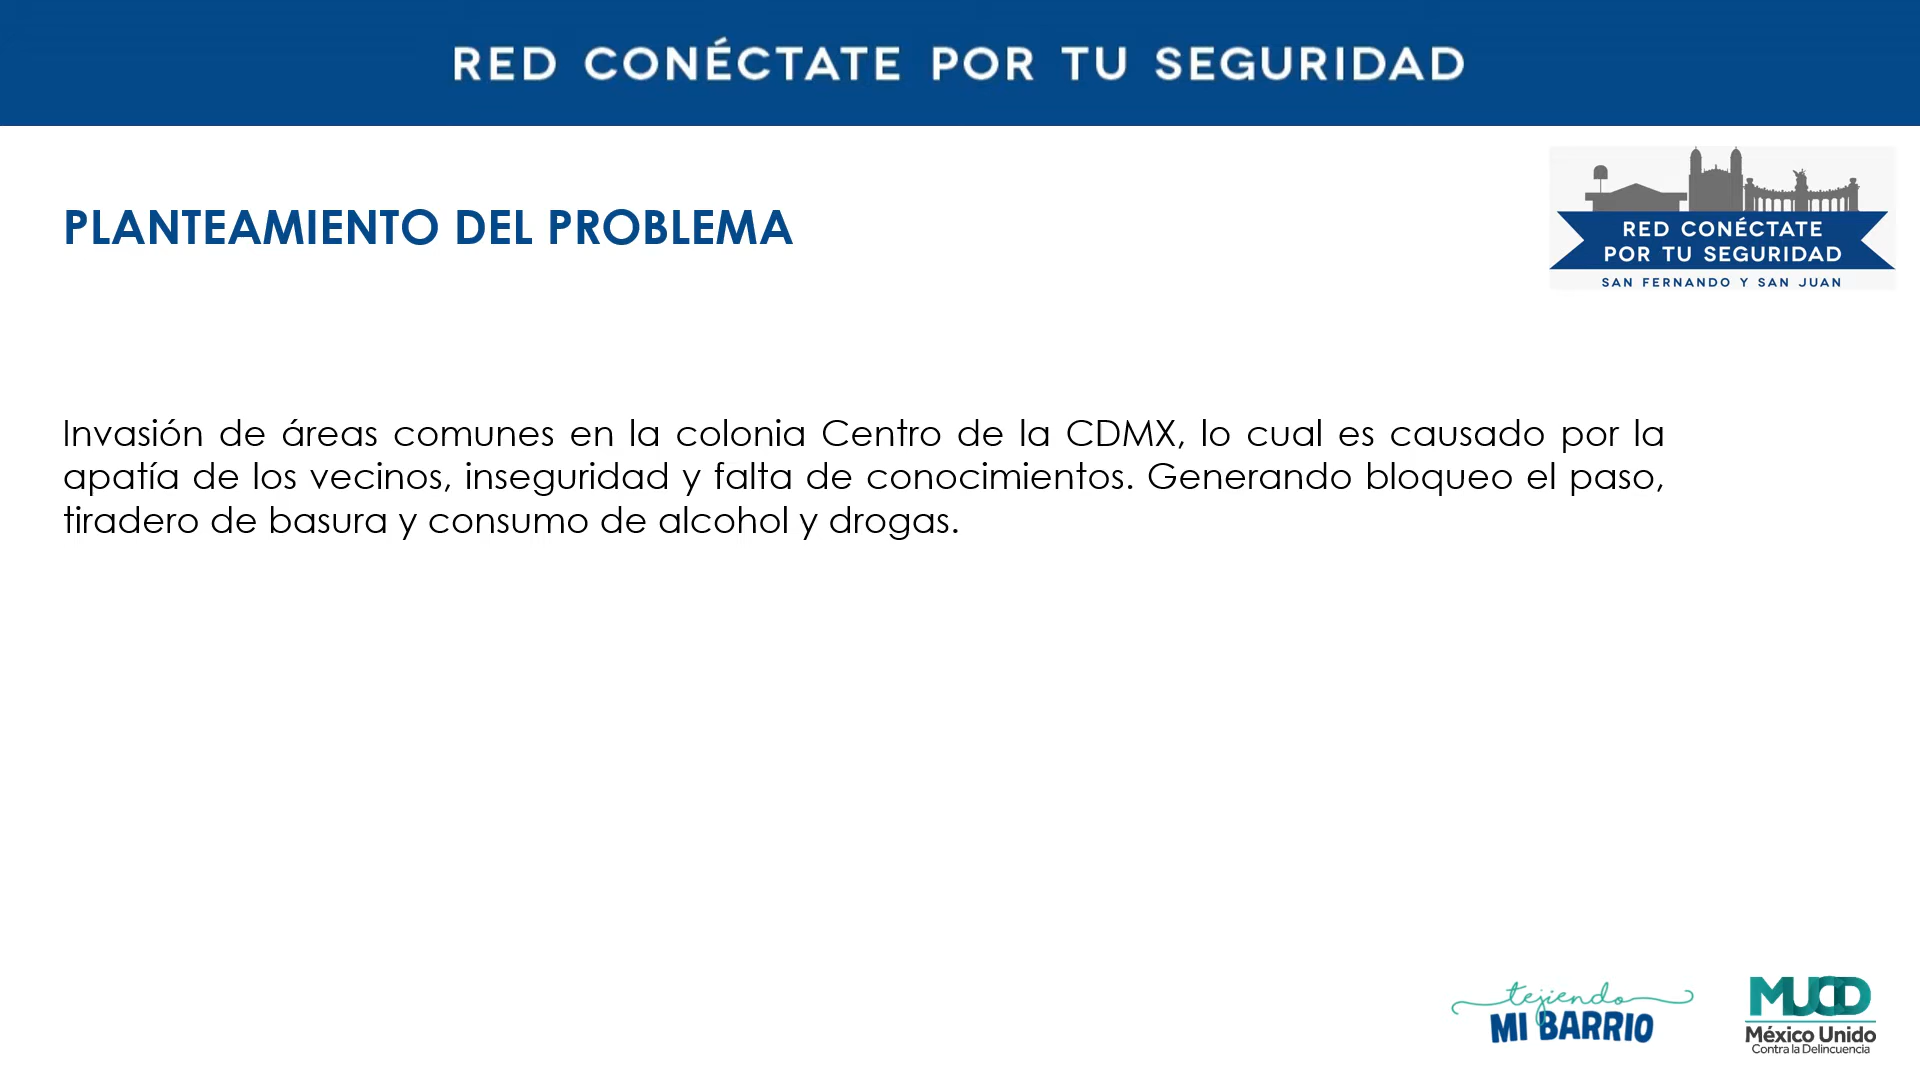 RED CONÉCTATE POR TU SEGURIDAD
PLANTEAMIENTO DEL PROBLEMA
RED CONÉCTATE
POR TU SEGURIDAD
SAN FERNANDO Y SAN JUAN
Invasión de áreas comunes en la colonia Centro de la CDMX, lo cual es causado por la
apatía de los vecinos, inseguridad y falta de conocimientos. Generando bloqueo el paso,
tiradero de basura y consumo de alcohol y drogas.
tejiendo
MI BARRIO
MUCD
México Unido
Contra la Delincuencia